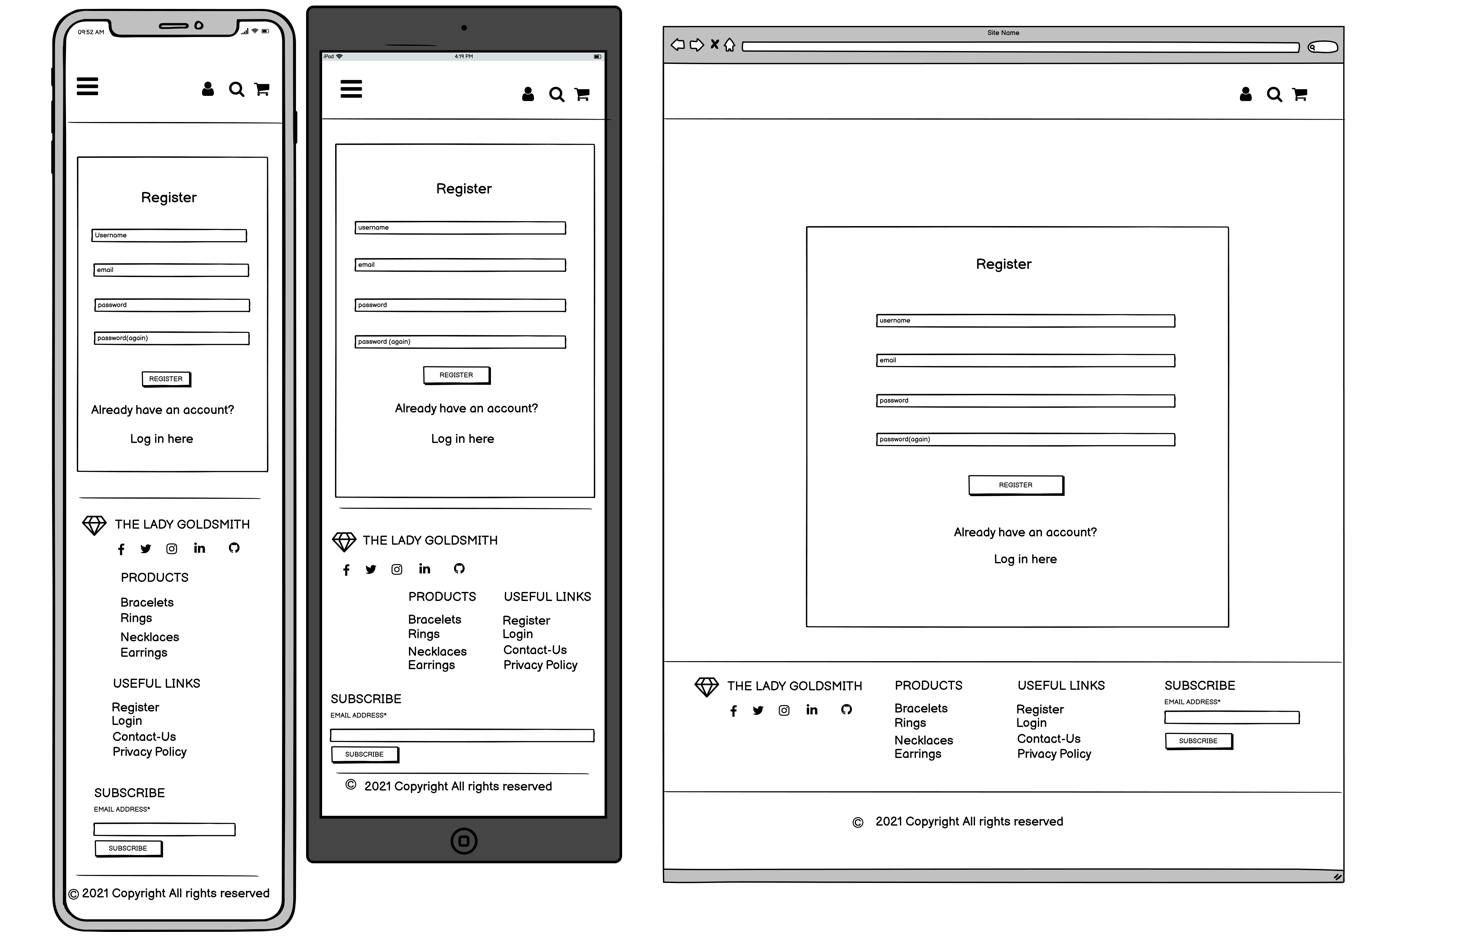 09:52 AM
Register
Username
email
password
password(again)
REGISTER
Already have an account?
Log in here
THE LADY GOLDSMITH
PRODUCTS
Bracelets
Rings
Necklaces
Earrings
USEFUL LINKS
Register
Login
Contact-Us
Privacy Policy
SUBSCRIBE
EMAIL ADDRESS*
SUBSCRIBE
© 2021 Copyright All rights reserved
iPad
4:19 PM
Register
username
email
password
password (again)
REGISTER
Already have an account?
Log in here
THE LADY GOLDSMITH
PRODUCTS
Bracelets
Rings
Necklaces
Earrings
USEFUL LINKS
Register
Login
Contact-Us
Privacy Policy
SUBSCRIBE
EMAIL ADDRESS*
SUBSCRIBE
© 2021 Copyright All rights reserved
Site Name
Register
username
email
password
password(again)
REGISTER
Already have an account?
Log in here
THE LADY GOLDSMITH
PRODUCTS
Bracelets
Rings
Necklaces
Earrings
USEFUL LINKS
Register
Login
Contact-Us
Privacy Policy
SUBSCRIBE
EMAIL ADDRESS*
SUBSCRIBE
© 2021 Copyright All rights reserved